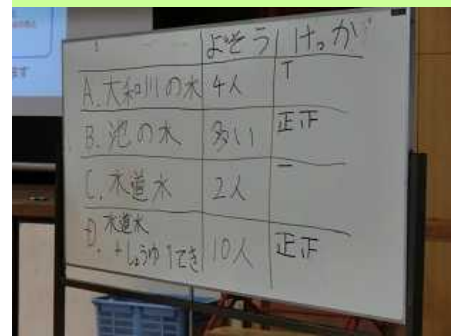 よそう けっか
A.大和川の水 4人 T
B.池の水 多い 正下
C.水道水 2人 一
D.水道水
+しょうゆ1てき 10人 正下